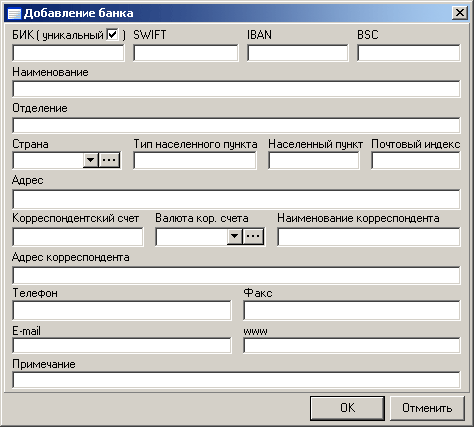 Добавление банка
БИК ( уникальный ) SWIFT IBAN BSC
Наименование
Отделение
Страна Тип населенного пункта Населенный пункт Почтовый индекс
Адрес
Корреспондентский счет Валюта кор. счета Наименование корреспондента
Адрес корреспондента
Телефон Факс
E-mail www
Примечание
OK Отменить